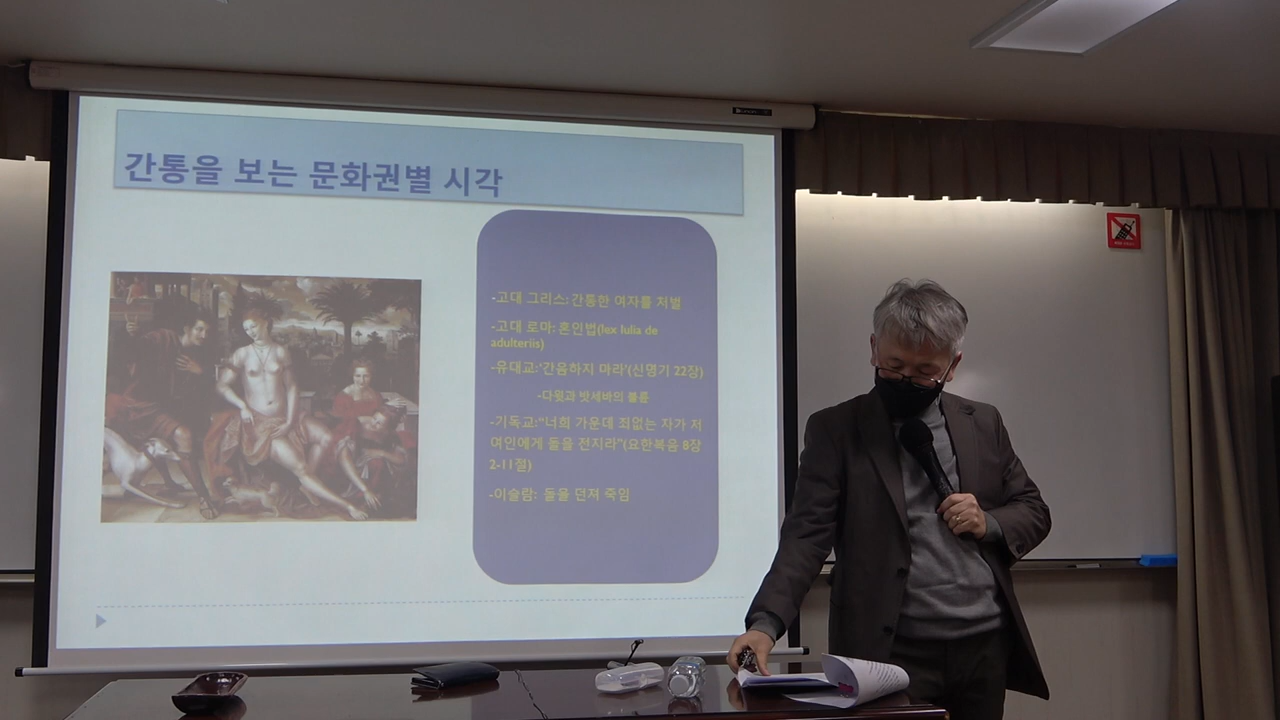 간통을 보는 문화권별 시각
-고대 그리스: 간통한 여자를 처벌
-고대 로마: 혼인법(lex Iulia de
adulteriis)
-유대교:'간음하지 마라'(신명기 22장)
-다윗과 밧세바의 불륜
-기독교:"너희 가운데 죄없는 자가 저
여인에게 돌을 전지라"(요한복음 8장
2-11절)
-이슬람: 돌을 던져 죽임